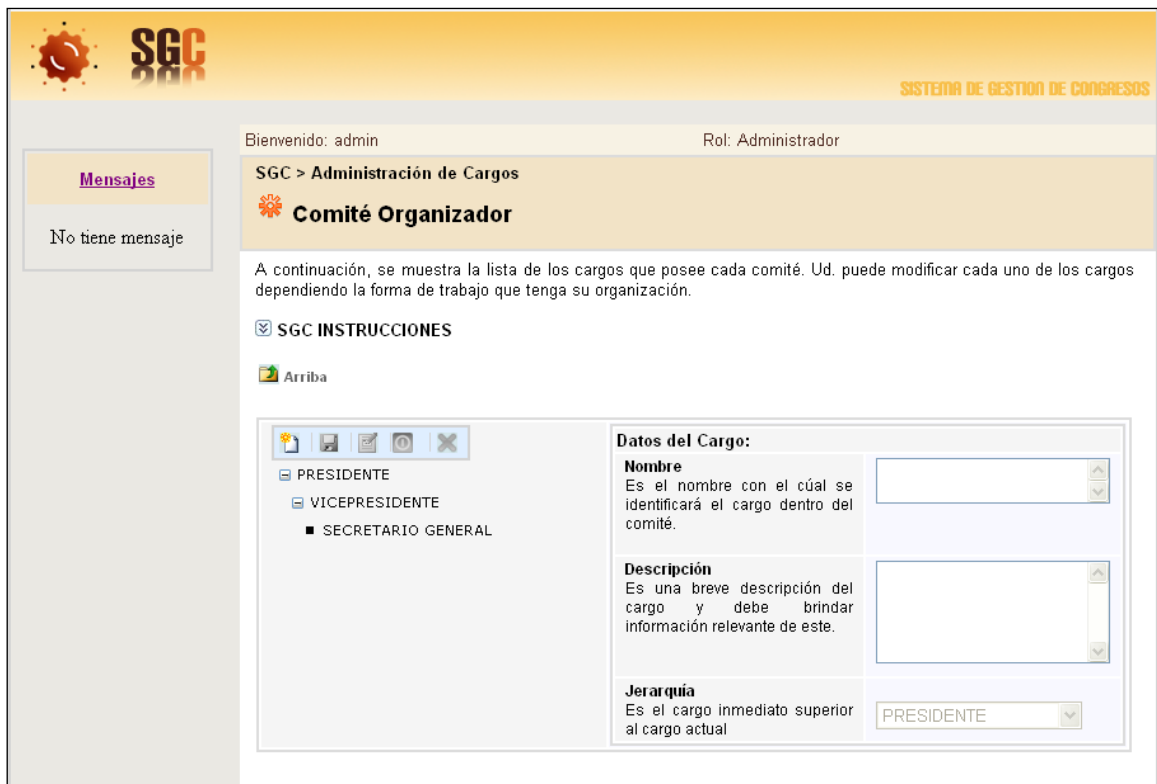 SGC
SISTEMA DE GESTION DE CONGRESOS
Bienvenido: admin Rol: Administrador
Mensajes
No tiene mensaje
SGC > Administración de Cargos
Comité Organizador
A continuación, se muestra la lista de los cargos que posee cada comité. Ud. puede modificar cada uno de los cargos
dependiendo la forma de trabajo que tenga su organización.
SGC INSTRUCCIONES
Arriba
PRESIDENTE
VICEPRESIDENTE
SECRETARIO GENERAL
Datos del Cargo:
Nombre
Es el nombre con el cúal se
identificará el cargo dentro del
comité.
Descripción
Es una breve descripción del
cargo y debe brindar
información relevante de este.
Jerarquía
Es el cargo inmediato superior
al cargo actual
PRESIDENTE